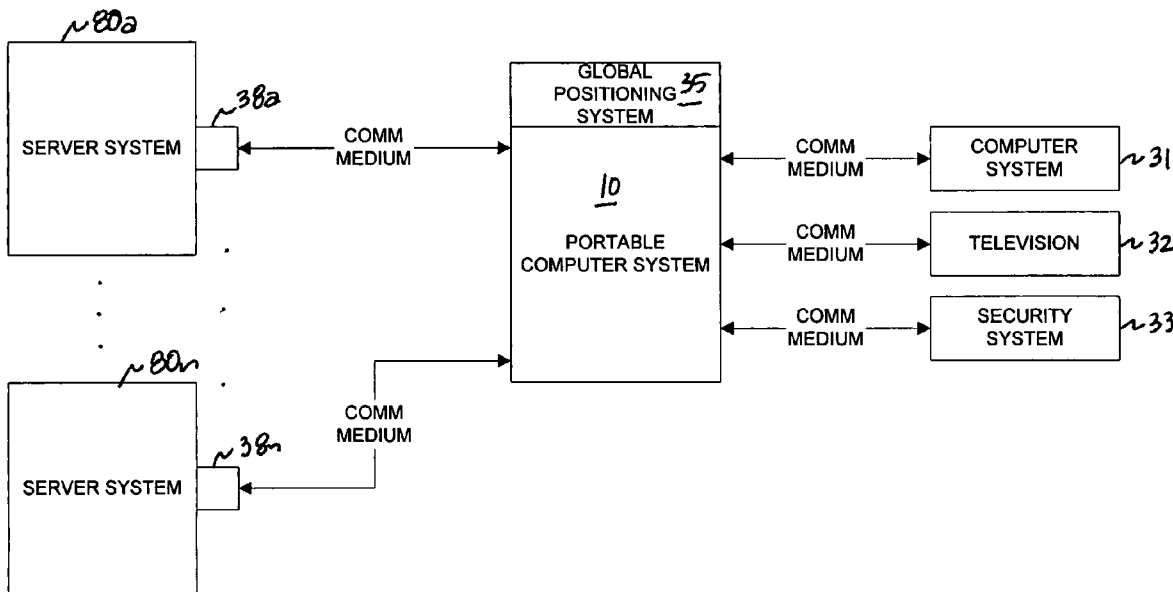 80a
38a
SERVER SYSTEM
COMM
MEDIUM
GLOBAL
POSITIONING
SYSTEM
35
10
PORTABLE
COMPUTER SYSTEM
COMM
MEDIUM
COMPUTER
SYSTEM
31
COMM
MEDIUM
TELEVISION
32
COMM
MEDIUM
SECURITY
SYSTEM
33
80n
38n
SERVER SYSTEM
COMM
MEDIUM